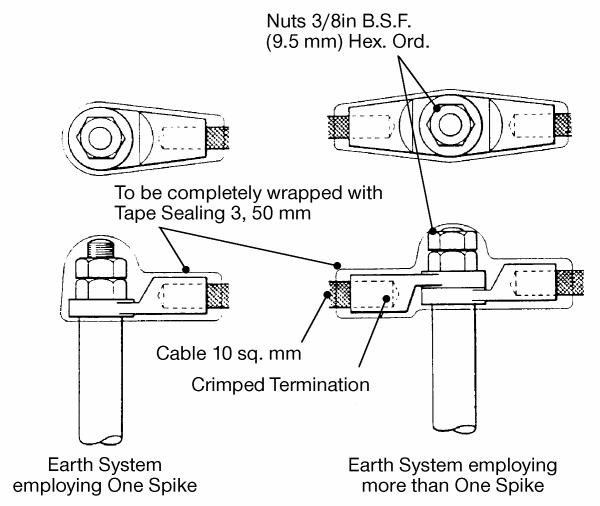 Nuts 3/8in B.S.F.
(9.5 mm) Hex. Ord.
To be completely wrapped with
Tape Sealing 3, 50 mm
Cable 10 sq. mm
Crimped Termination
Earth System
employing One Spike
Earth System employing
more than One Spike